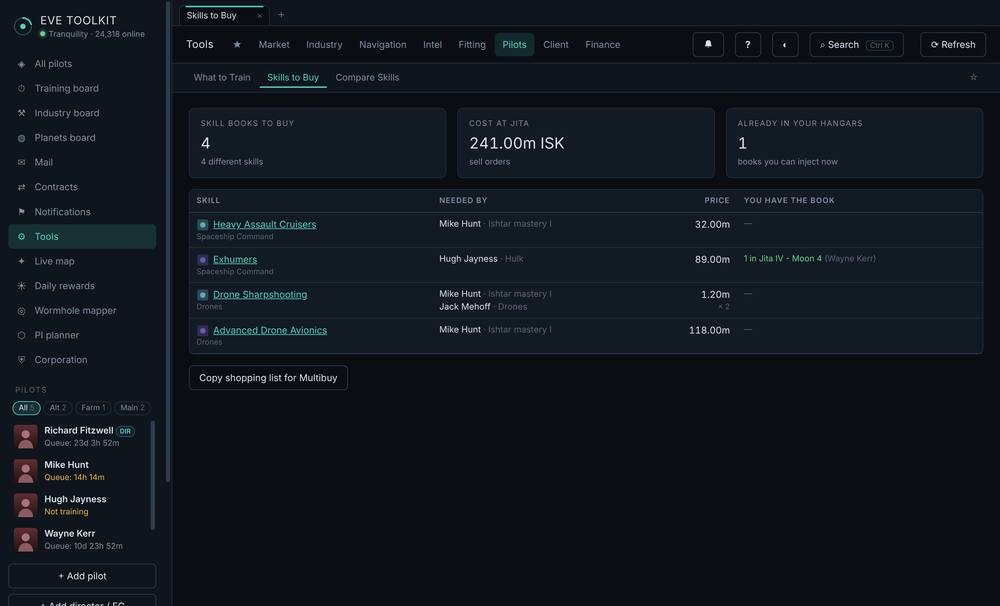 EVE TOOLKIT
Tranquility · 24,318 online
All pilots
Training board
Industry board
Planets board
Mail
Contracts
Notifications
Tools
Live map
Daily rewards
Wormhole mapper
PI planner
Corporation
PILOTS
All 5
Alt 2
Farm 1
Main 2
Richard Fitzwell DIR
Queue: 23d 3h 52m
Mike Hunt
Queue: 14h 14m
Hugh Jayness
Not training
Wayne Kerr
Queue: 10d 23h 52m
+ Add pilot
+ Add director / FC
Skills to Buy × +
Tools ★ Market Industry Navigation Intel Fitting Pilots Client Finance
? Search Ctrl K Refresh
What to Train Skills to Buy Compare Skills
SKILL BOOKS TO BUY
4
4 different skills
COST AT JITA
241.00m ISK
sell orders
ALREADY IN YOUR HANGARS
1
books you can inject now
SKILL NEEDED BY PRICE YOU HAVE THE BOOK
Heavy Assault Cruisers Mike Hunt · Ishtar mastery I 32.00m —
Spaceship Command
Exhumers Hugh Jayness · Hulk 89.00m 1 in Jita IV - Moon 4 (Wayne Kerr)
Spaceship Command
Drone Sharpshooting Mike Hunt · Ishtar mastery I 1.20m —
Drones Jack Mehoff · Drones × 2
Advanced Drone Avionics Mike Hunt · Ishtar mastery I 118.00m —
Drones
Copy shopping list for Multibuy